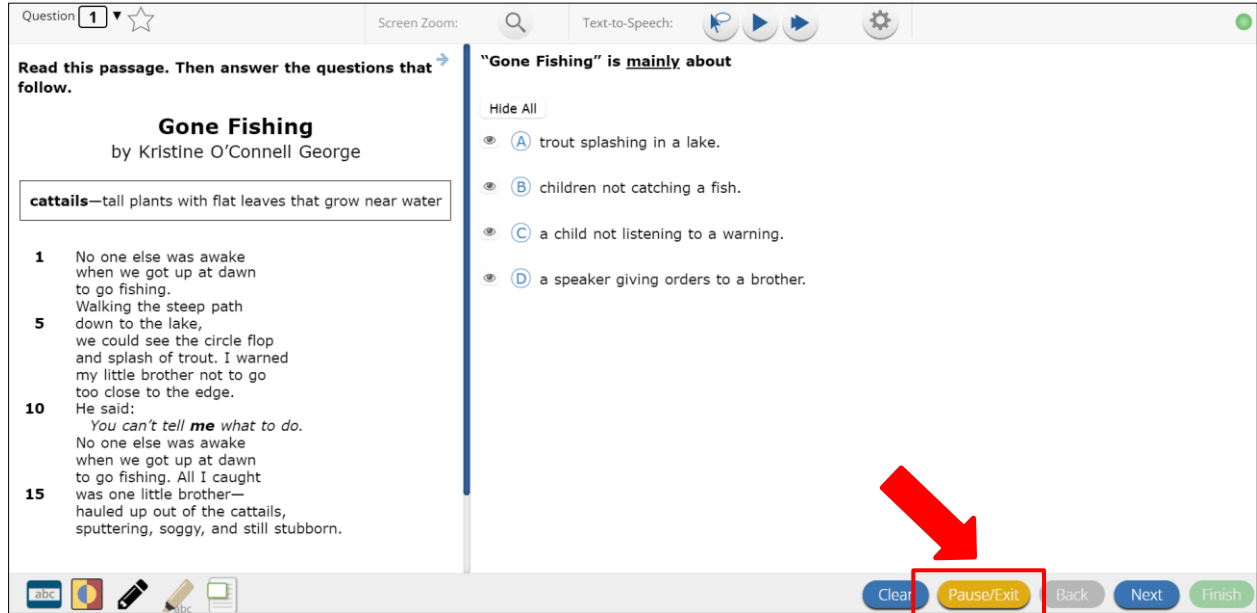 Question 1 ▼
Screen Zoom:
Text-to-Speech:
Read this passage. Then answer the questions that
follow.
Gone Fishing
by Kristine O’Connell George
cattails—tall plants with flat leaves that grow near water
1 No one else was awake
when we got up at dawn
to go fishing.
Walking the steep path
5 down to the lake,
we could see the circle flop
and splash of trout. I warned
my little brother not to go
too close to the edge.
10 He said:
You can’t tell me what to do.
No one else was awake
when we got up at dawn
to go fishing. All I caught
15 was one little brother—
hauled up out of the cattails,
sputtering, soggy, and still stubborn.
“Gone Fishing” is mainly about
Hide All
A trout splashing in a lake.
B children not catching a fish.
C a child not listening to a warning.
D a speaker giving orders to a brother.
abc
abc
Clear
Pause/Exit
Back
Next
Finish